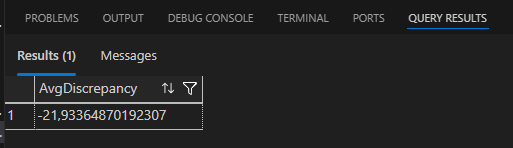 PROBLEMS OUTPUT DEBUG CONSOLE TERMINAL PORTS QUERY RESULTS
Results (1) Messages
AvgDiscrepancy
1 -21,93364870192307